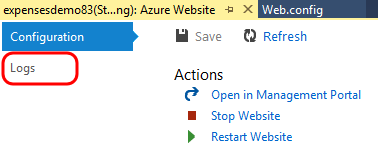 expensesdemo83(St...ng): Azure Website
Web.config
Configuration
Save
Refresh
Logs
Actions
Open in Management Portal
Stop Website
Restart Website